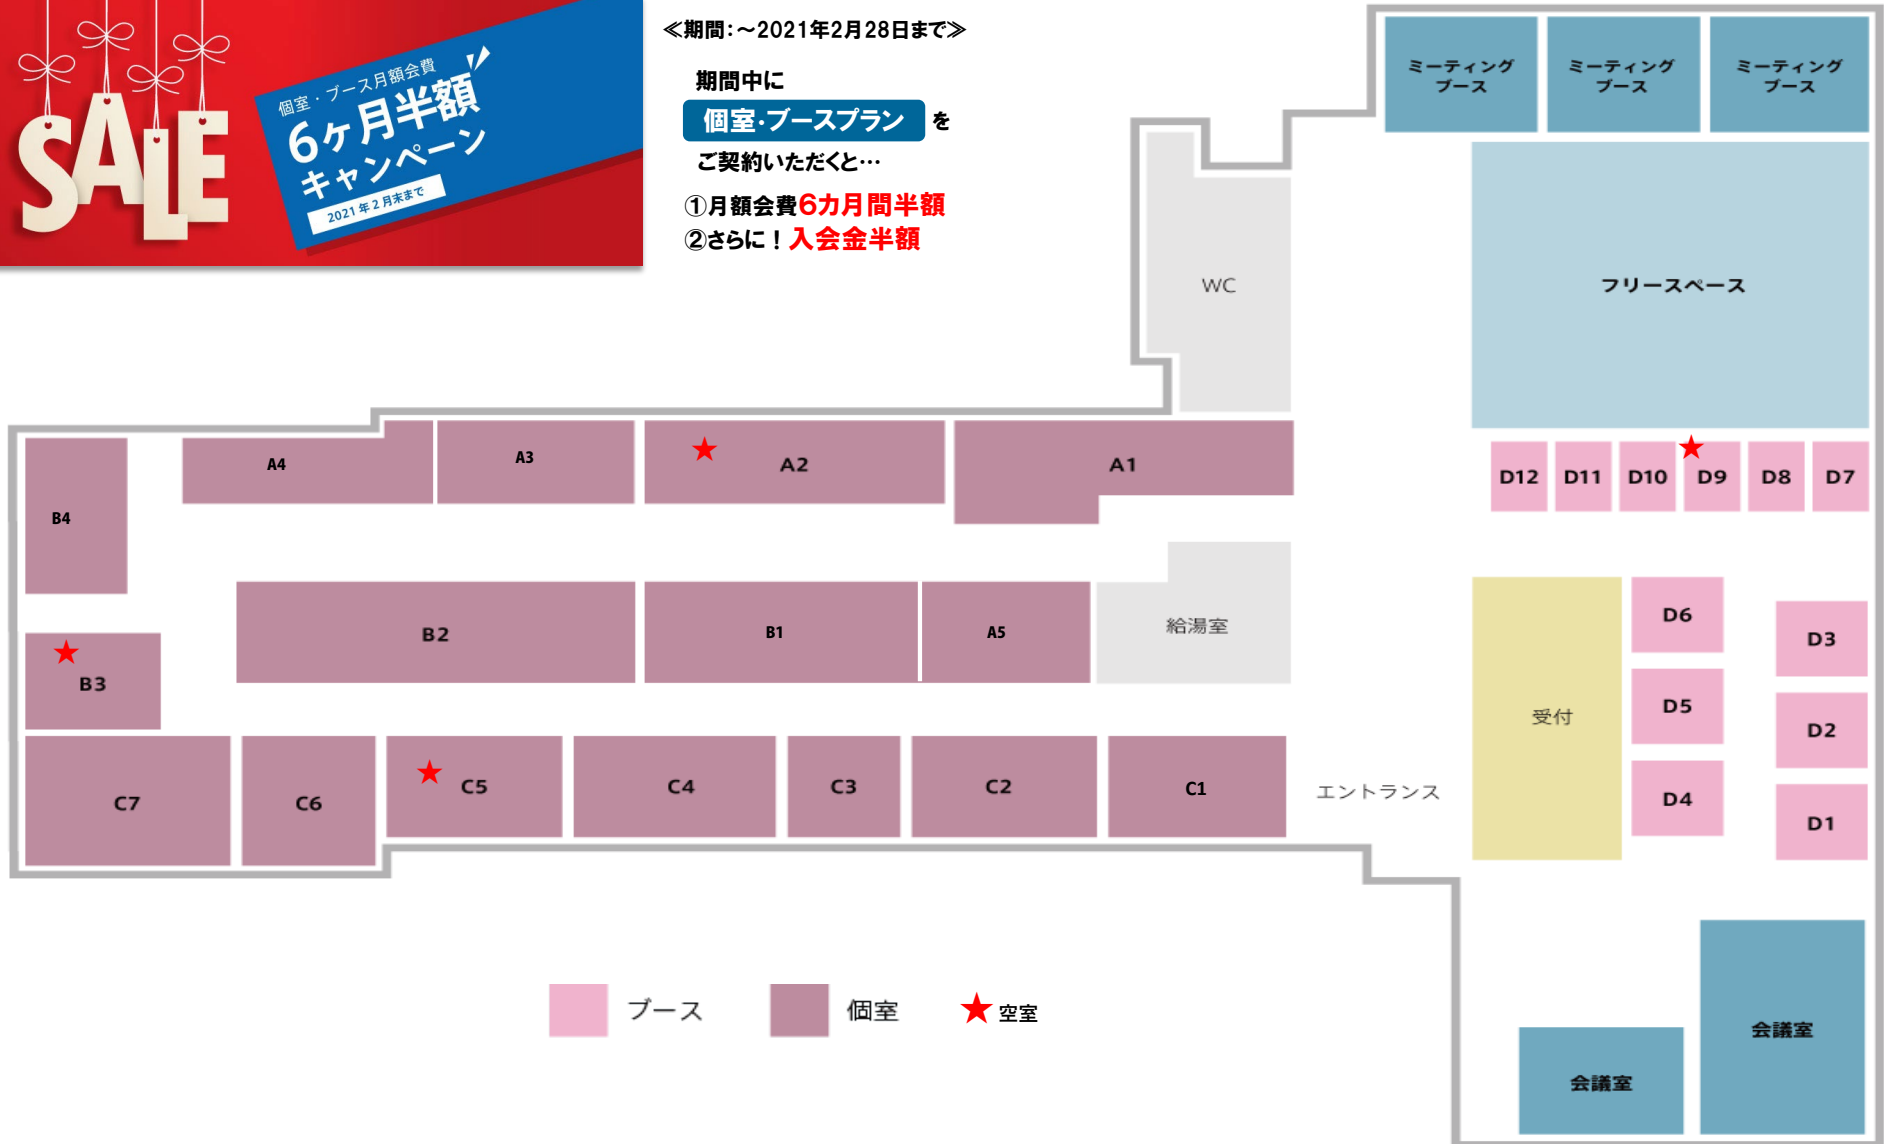 SALE
個室・ブース月額会費
6ヶ月半額
キャンペーン
2021年2月末まで
≪期間:～2021年2月28日まで≫
期間中に
個室・ブースプラン を
ご契約いただくと…
①月額会費6カ月間半額
②さらに！入会金半額
ミーティング
ブース
ミーティング
ブース
ミーティング
ブース
WC
フリースペース
A4
A3
A2
A1
D12
D11
D10
D9
D8
D7
B4
B2
B1
A5
給湯室
B3
受付
D6
D5
D4
D3
D2
D1
C7
C6
C5
C4
C3
C2
C1
エントランス
会議室
会議室
ブース
個室
★ 空室